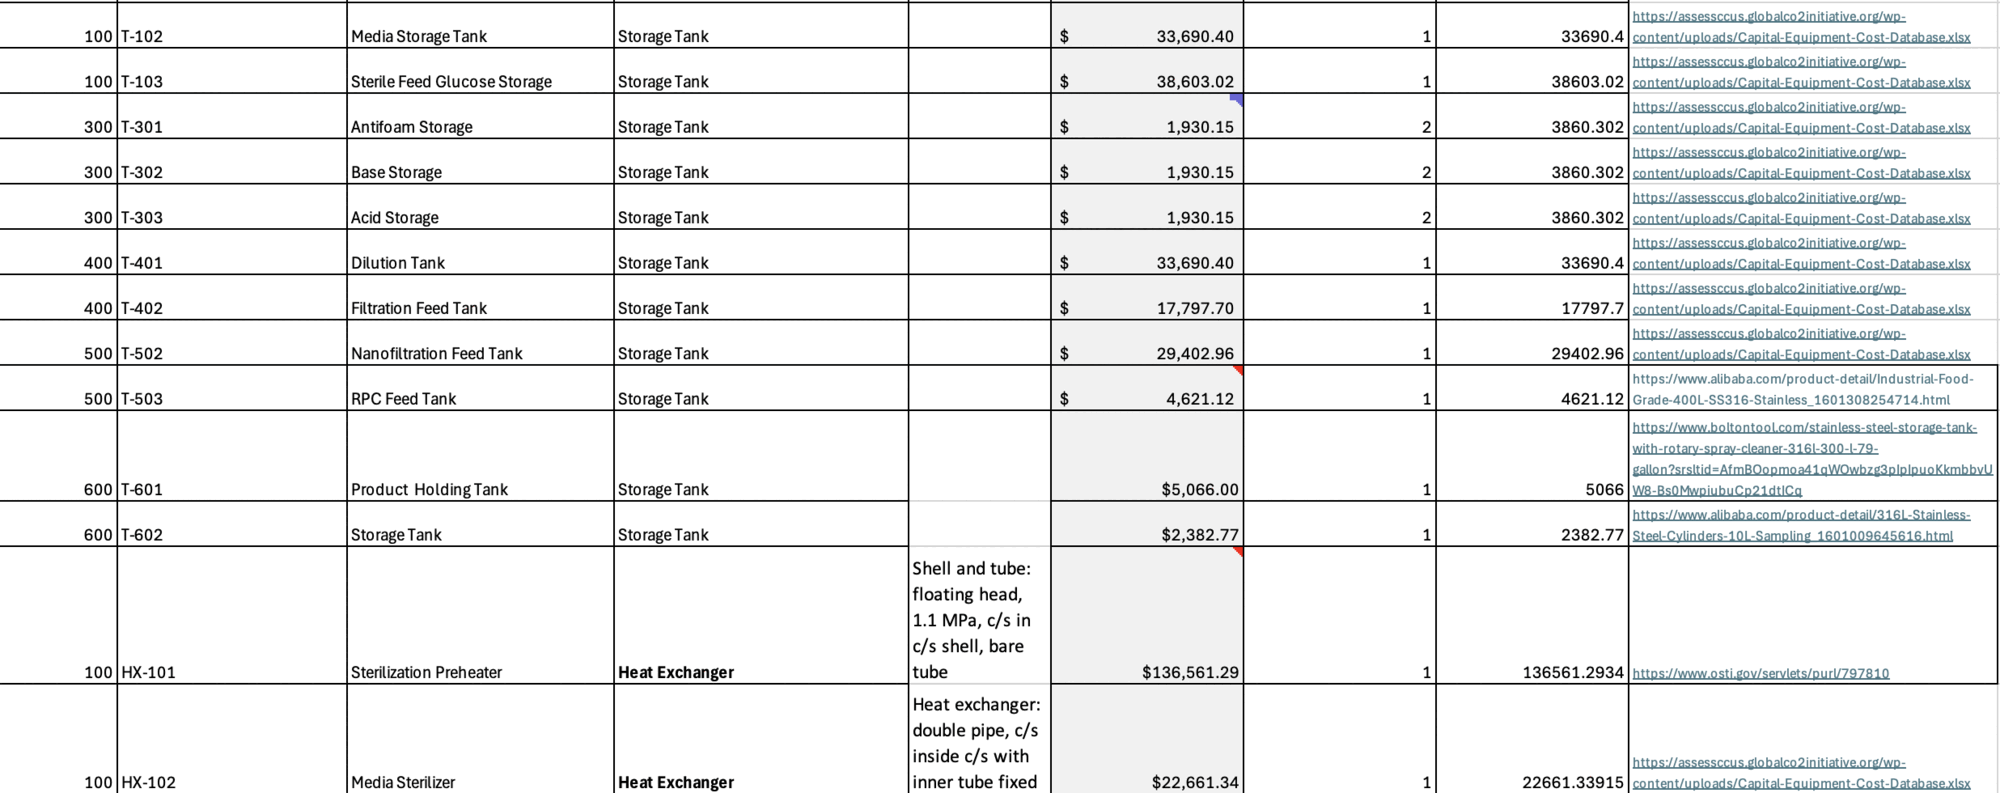 100 T-102 Media Storage Tank Storage Tank $ 33,690.40 1 33690.4 https://assessccus.globalco2initiative.org/wp-
content/uploads/Capital-Equipment-Cost-Database.xlsx
100 T-103 Sterile Feed Glucose Storage Storage Tank $ 38,603.02 1 38603.02 https://assessccus.globalco2initiative.org/wp-
content/uploads/Capital-Equipment-Cost-Database.xlsx
300 T-301 Antifoam Storage Storage Tank $ 1,930.15 2 3860.302 https://assessccus.globalco2initiative.org/wp-
content/uploads/Capital-Equipment-Cost-Database.xlsx
300 T-302 Base Storage Storage Tank $ 1,930.15 2 3860.302 https://assessccus.globalco2initiative.org/wp-
content/uploads/Capital-Equipment-Cost-Database.xlsx
300 T-303 Acid Storage Storage Tank $ 1,930.15 2 3860.302 https://assessccus.globalco2initiative.org/wp-
content/uploads/Capital-Equipment-Cost-Database.xlsx
400 T-401 Dilution Tank Storage Tank $ 33,690.40 1 33690.4 https://assessccus.globalco2initiative.org/wp-
content/uploads/Capital-Equipment-Cost-Database.xlsx
400 T-402 Filtration Feed Tank Storage Tank $ 17,797.70 1 17797.7 https://assessccus.globalco2initiative.org/wp-
content/uploads/Capital-Equipment-Cost-Database.xlsx
500 T-502 Nanofiltration Feed Tank Storage Tank $ 29,402.96 1 29402.96 https://assessccus.globalco2initiative.org/wp-
content/uploads/Capital-Equipment-Cost-Database.xlsx
500 T-503 RPC Feed Tank Storage Tank $ 4,621.12 1 4621.12 https://www.alibaba.com/product-detail/Industrial-Food-
Grade-400L-SS316-Stainless_1601308254714.html
600 T-601 Product Holding Tank Storage Tank $5,066.00 1 5066 https://www.boltontool.com/stainless-steel-storage-tank-
with-rotary-spray-cleaner-316l-300-l-79-
gallon?srsltid=AfmBOopmoa41qWOwbzg3pIpIpuoKkmbbvU
W8-Bs0MwpiubuCp21dtICq
600 T-602 Storage Tank Storage Tank $2,382.77 1 2382.77 https://www.alibaba.com/product-detail/316L-Stainless-
Steel-Cylinders-10L-Sampling_1601009645616.html
100 HX-101 Sterilization Preheater Heat Exchanger Shell and tube:
floating head,
1.1 MPa, c/s in
c/s shell, bare
tube $136,561.29 1 136561.2934 https://www.osti.gov/servlets/purl/797810
100 HX-102 Media Sterilizer Heat Exchanger Heat exchanger:
double pipe, c/s
inside c/s with
inner tube fixed $22,661.34 1 22661.33915 https://assessccus.globalco2initiative.org/wp-
content/uploads/Capital-Equipment-Cost-Database.xlsx